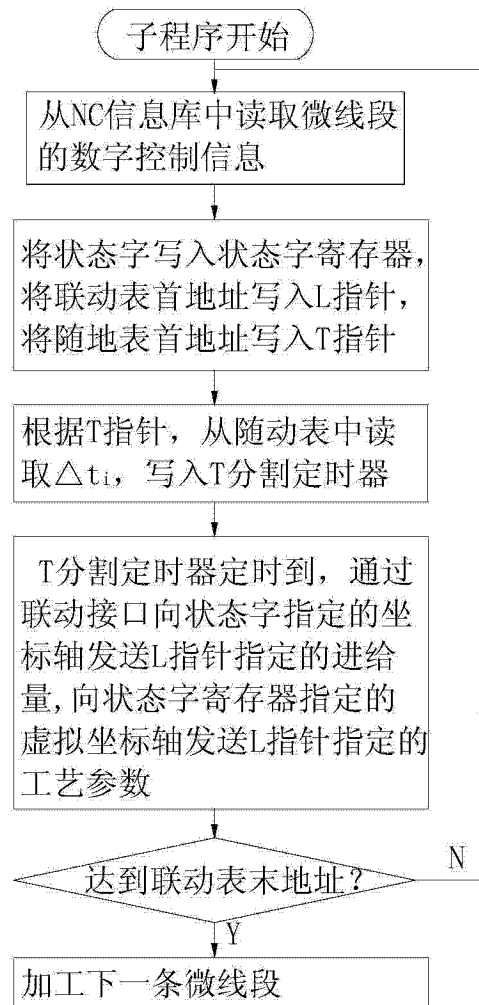 子程序开始
从NC信息库中读取微线段
的数字控制信息
将状态字写入状态字寄存器,
将联动表首地址写入L指针,
将随地表首地址写入T指针
根据T指针, 从随动表中读
取△ti, 写入T分割定时器
T分割定时器定时到, 通过
联动接口向状态字指定的坐
标轴发送L指针指定的进给
量,向状态字寄存器指定的
虚拟坐标轴发送L指针指定的
工艺参数
达到联动表末地址?
N
Y
加工下一条微线段